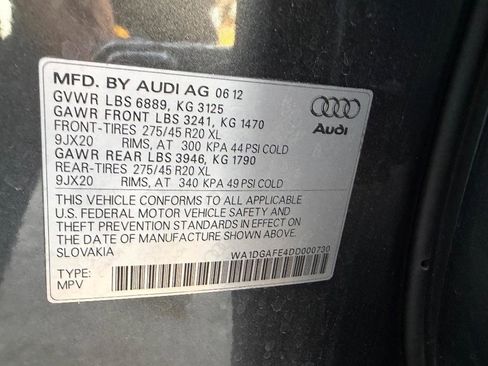 MFD. BY AUDI AG 06 12
GVWR LBS 6889, KG 3125
GAWR FRONT LBS 3241, KG 1470
FRONT-TIRES 275/45 R20 XL
9JX20 RIMS, AT 300 KPA 44 PSI COLD
GAWR REAR LBS 3946, KG 1790
REAR-TIRES 275/45 R20 XL
9JX20 RIMS, AT 340 KPA 49 PSI COLD
Audi
THIS VEHICLE CONFORMS TO ALL APPLICABLE
U.S. FEDERAL MOTOR VEHICLE SAFETY AND
THEFT PREVENTION STANDARDS IN EFFECT ON
THE DATE OF MANUFACTURE SHOWN ABOVE.
SLOVAKIA
WA1DGAFE4DD000730
TYPE:
MPV